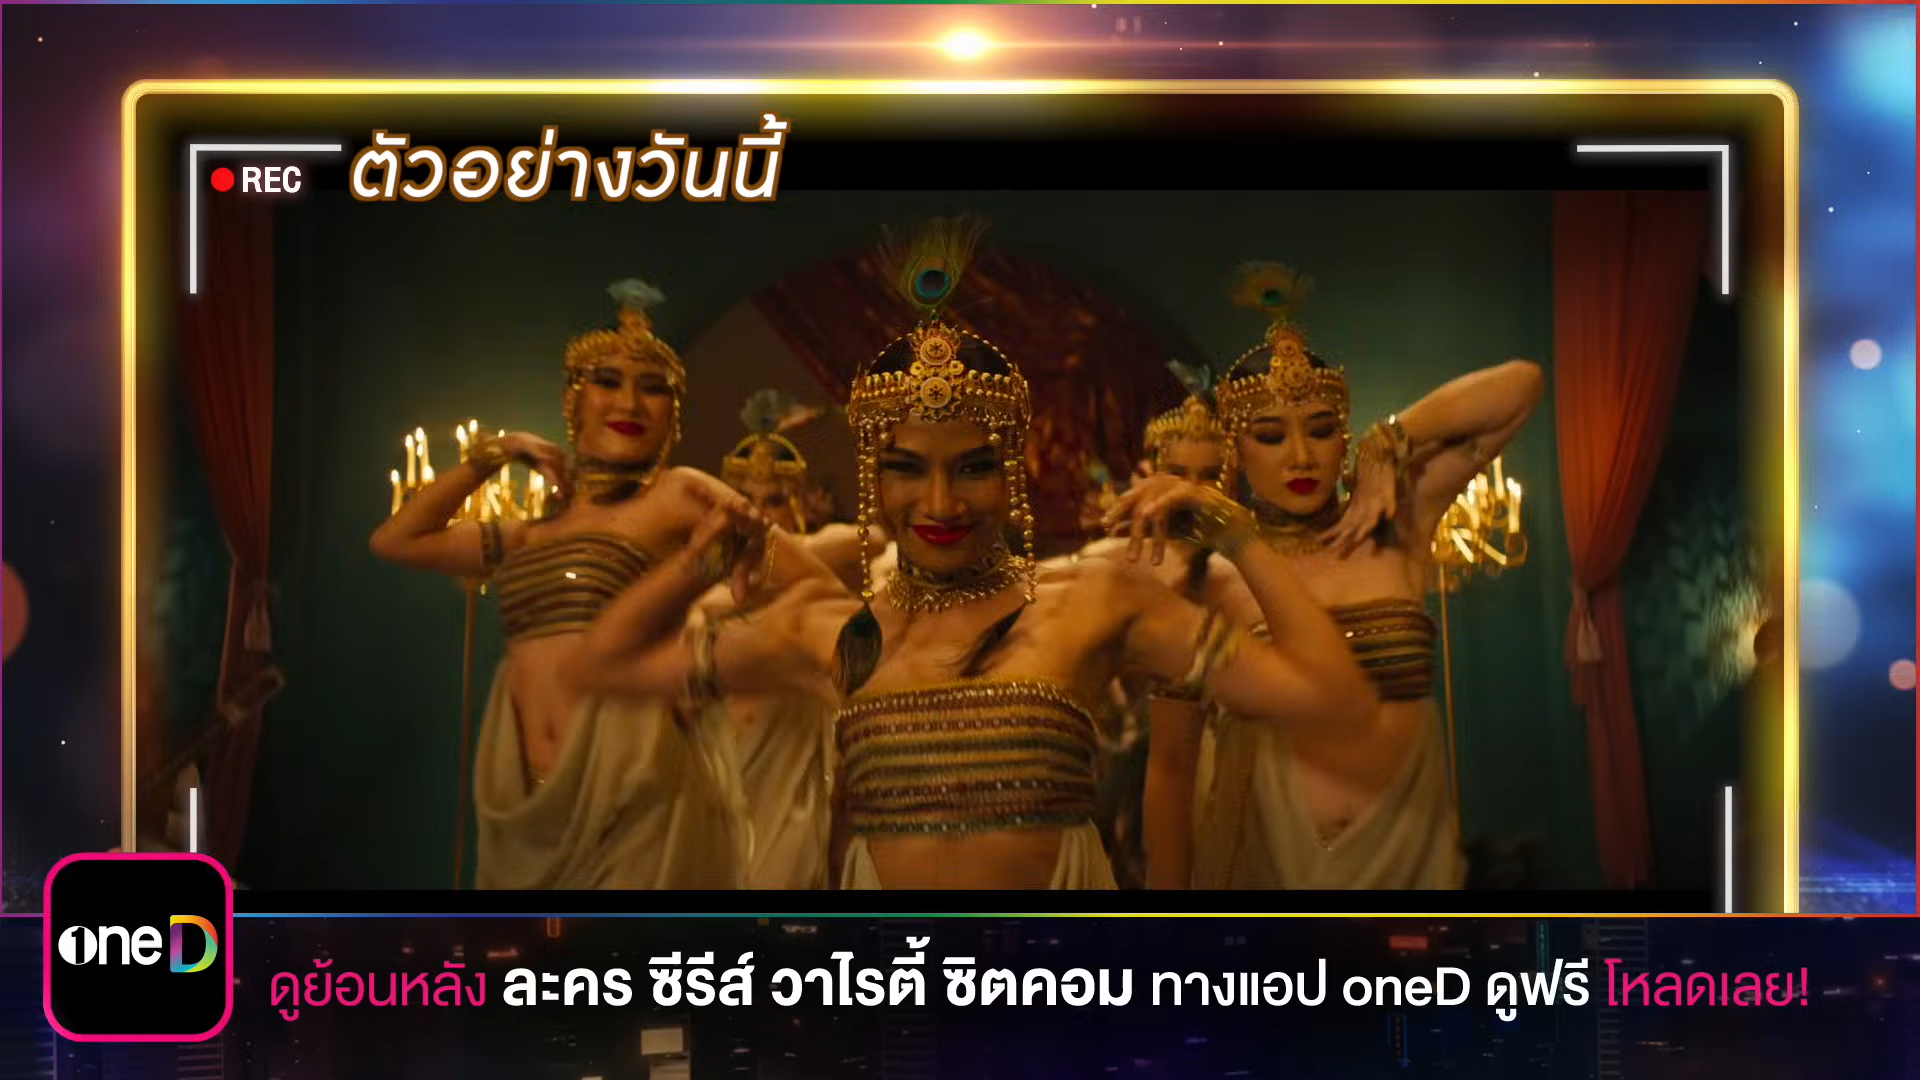 REC
ตัวอย่างวันนี้
oneD
ดูย้อนหลัง ละคร ซีรีส์ วาไรตี้ ซิตคอม ทางแอป oneD ดูฟรี โหลดเลย!